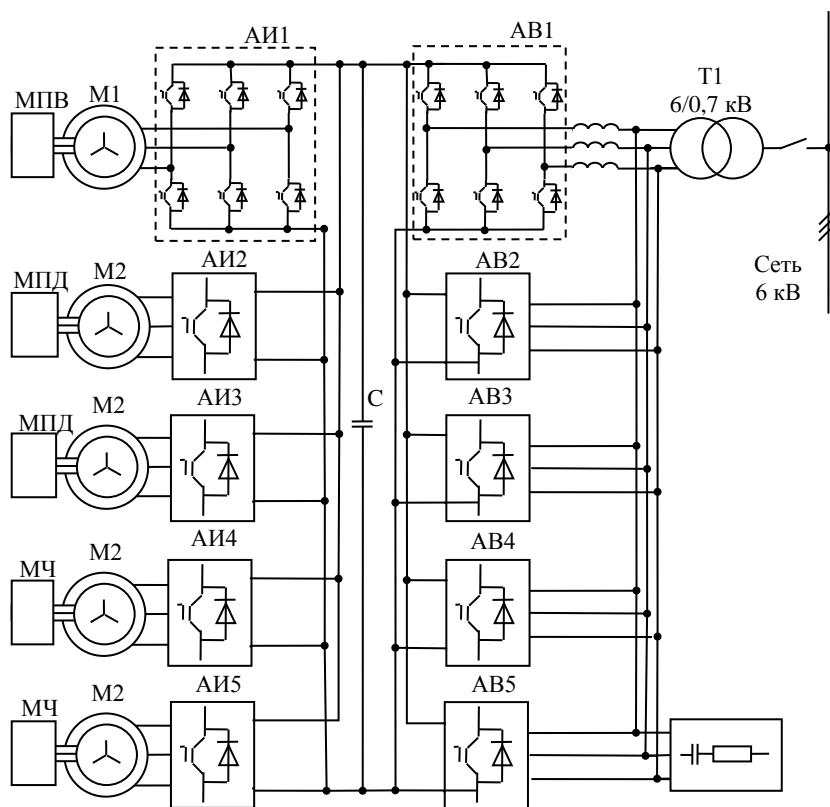 АИ1
АВ1
Т1
6/0,7 кВ
МПВ
М1
Сеть
6 кВ
МПД
М2
АИ2
АВ2
МПД
М2
АИ3
С
АВ3
МЧ
М2
АИ4
АВ4
МЧ
М2
АИ5
АВ5